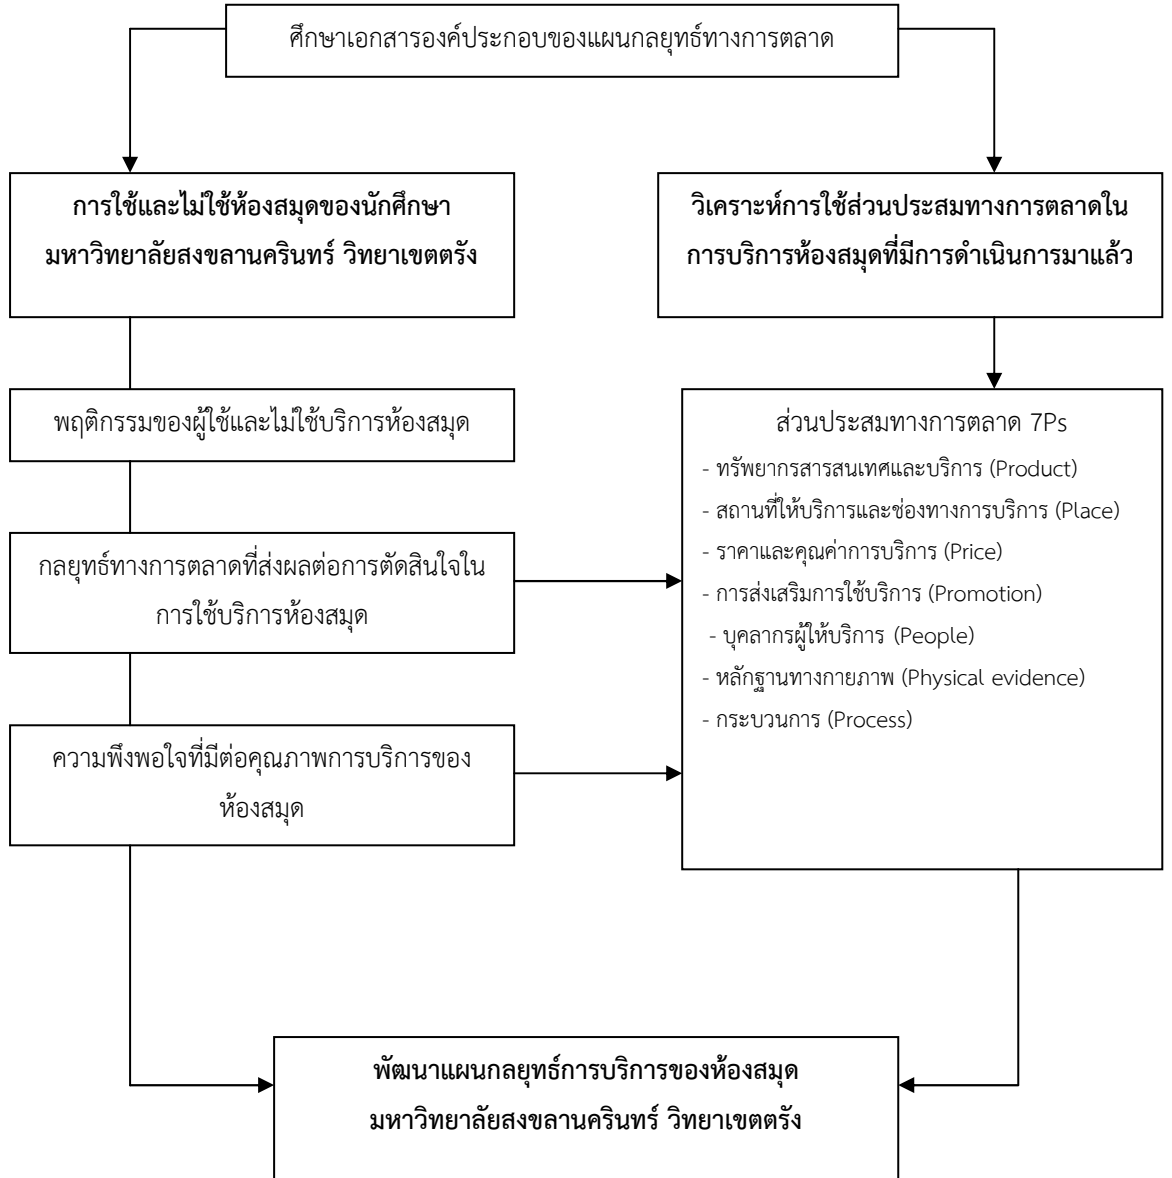 ศึกษาเอกสารองค์ประกอบของแผนกลยุทธ์ทางการตลาด
การใช้และไม่ใช้ห้องสมุดของนักศึกษา
มหาวิทยาลัยสงขลานครินทร์ วิทยาเขตตรัง
วิเคราะห์การใช้ส่วนประสมทางการตลาดใน
การบริการห้องสมุดที่มีการดำเนินการมาแล้ว
พฤติกรรมของผู้ใช้และไม่ใช้บริการห้องสมุด
กลยุทธ์ทางการตลาดที่ส่งผลต่อการตัดสินใจใน
การใช้บริการห้องสมุด
ความพึงพอใจที่มีต่อคุณภาพการบริการของ
ห้องสมุด
ส่วนประสมทางการตลาด 7Ps
- ทรัพยากรสารสนเทศและบริการ (Product)
- สถานที่ให้บริการและช่องทางการบริการ (Place)
- ราคาและคุณค่าการบริการ (Price)
- การส่งเสริมการใช้บริการ (Promotion)
- บุคลากรผู้ให้บริการ (People)
- หลักฐานทางกายภาพ (Physical evidence)
- กระบวนการ (Process)
พัฒนาแผนกลยุทธ์การบริการของห้องสมุด
มหาวิทยาลัยสงขลานครินทร์ วิทยาเขตตรัง